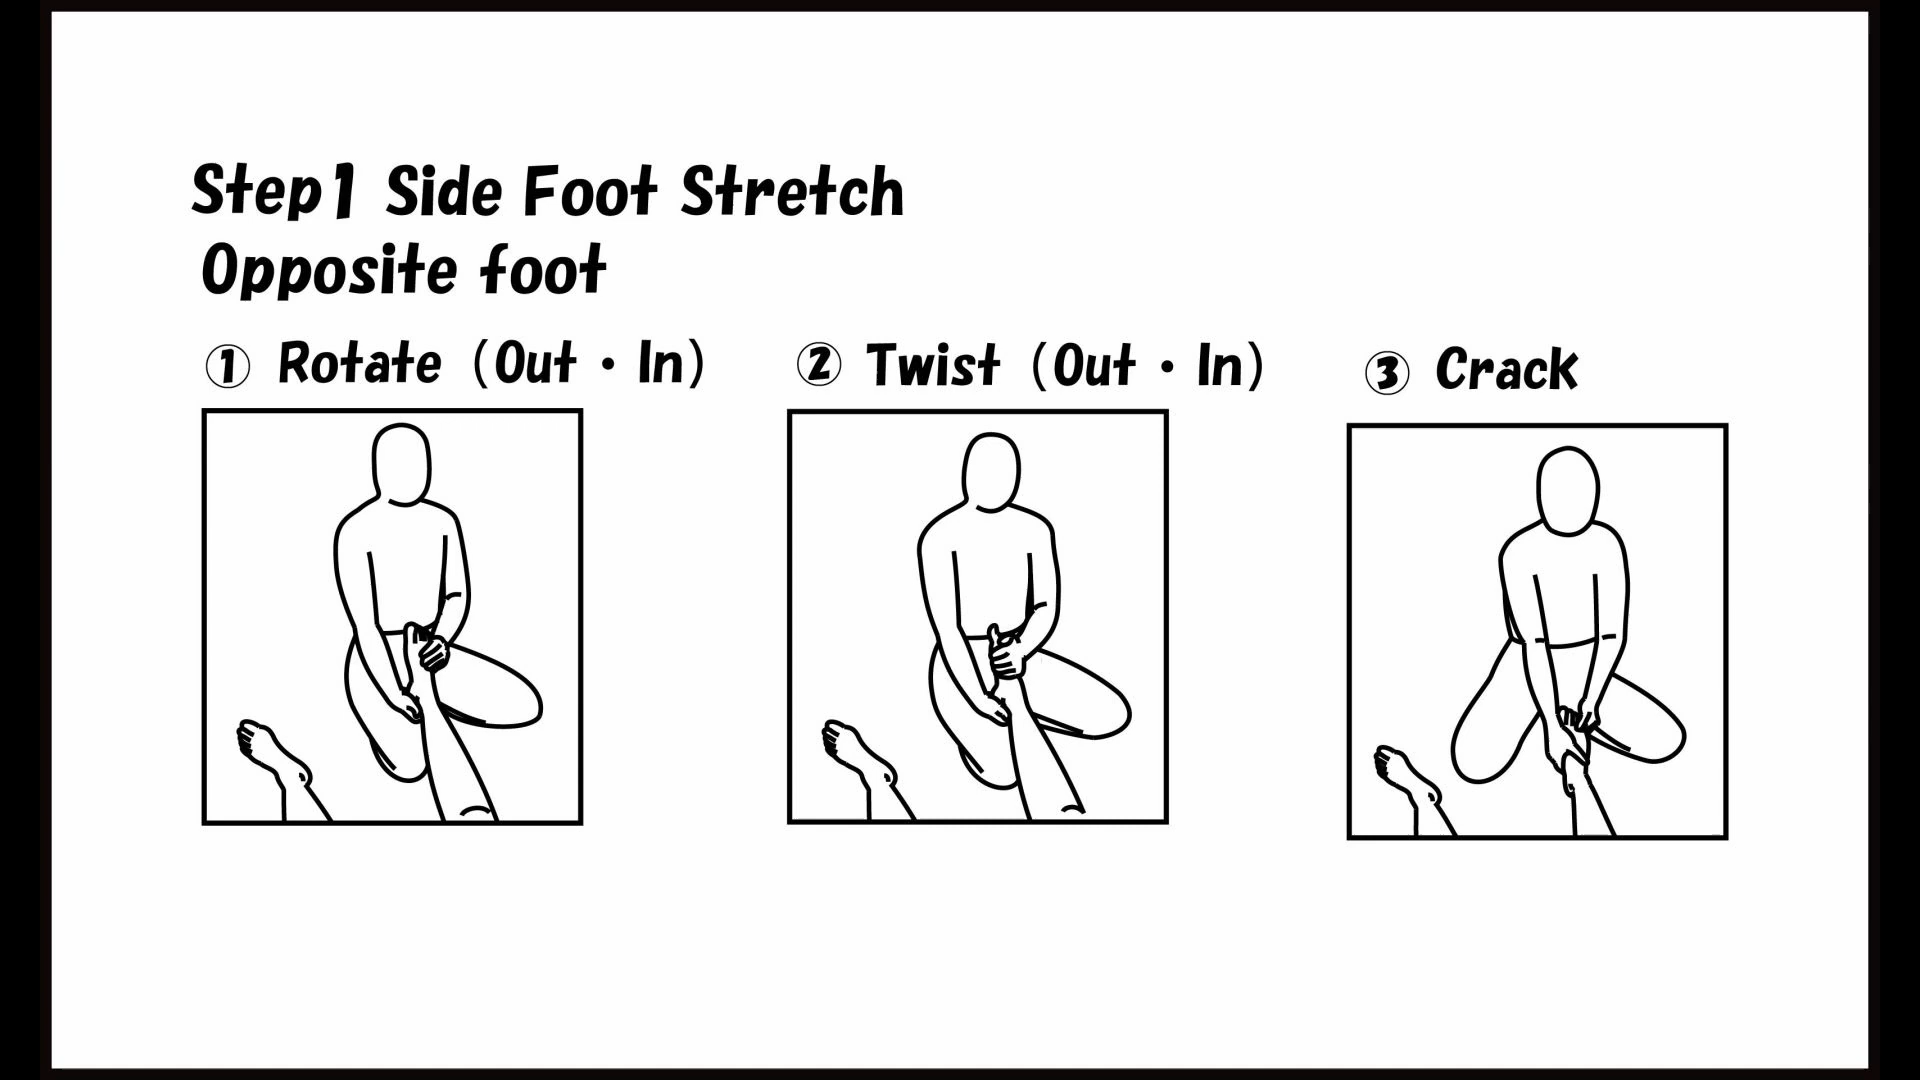 Step1 Side Foot Stretch
Opposite foot
① Rotate（Out・In）
② Twist（Out・In）
③ Crack